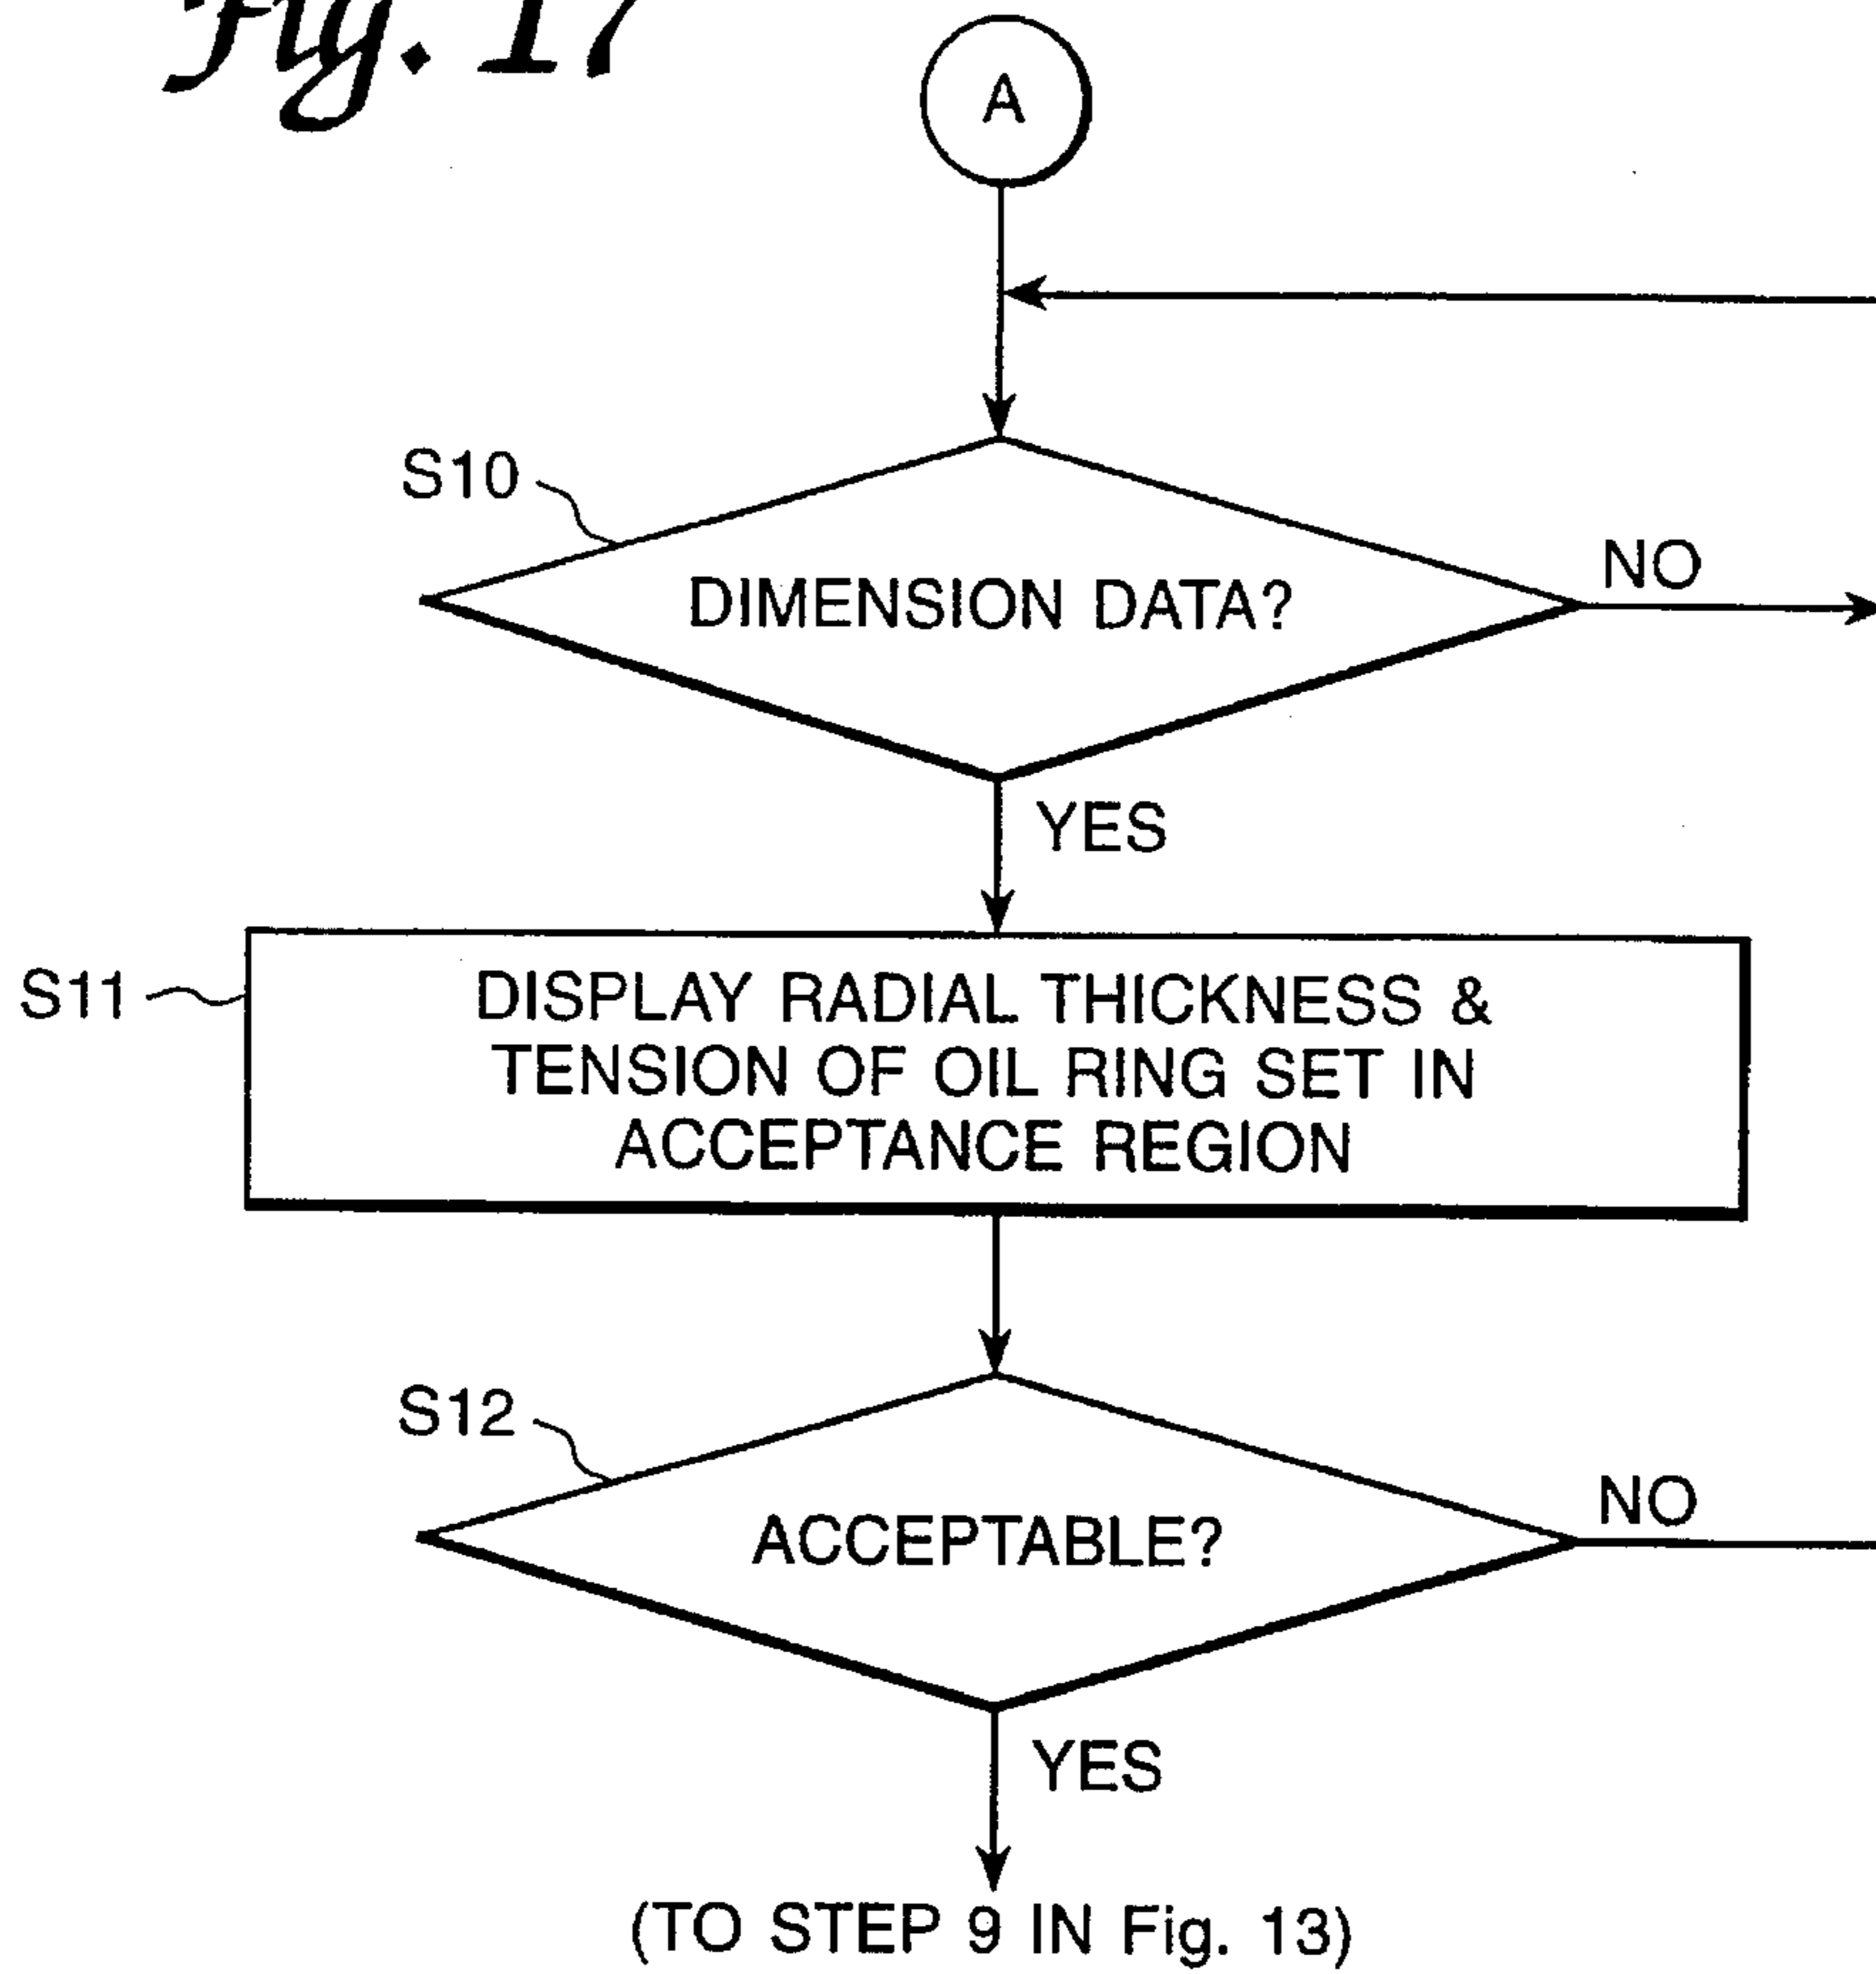 Fig. 17
A
S10
DIMENSION DATA?
NO
YES
S11
DISPLAY RADIAL THICKNESS &
TENSION OF OIL RING SET IN
ACCEPTANCE REGION
S12
ACCEPTABLE?
NO
YES
(TO STEP 9 IN Fig. 13)